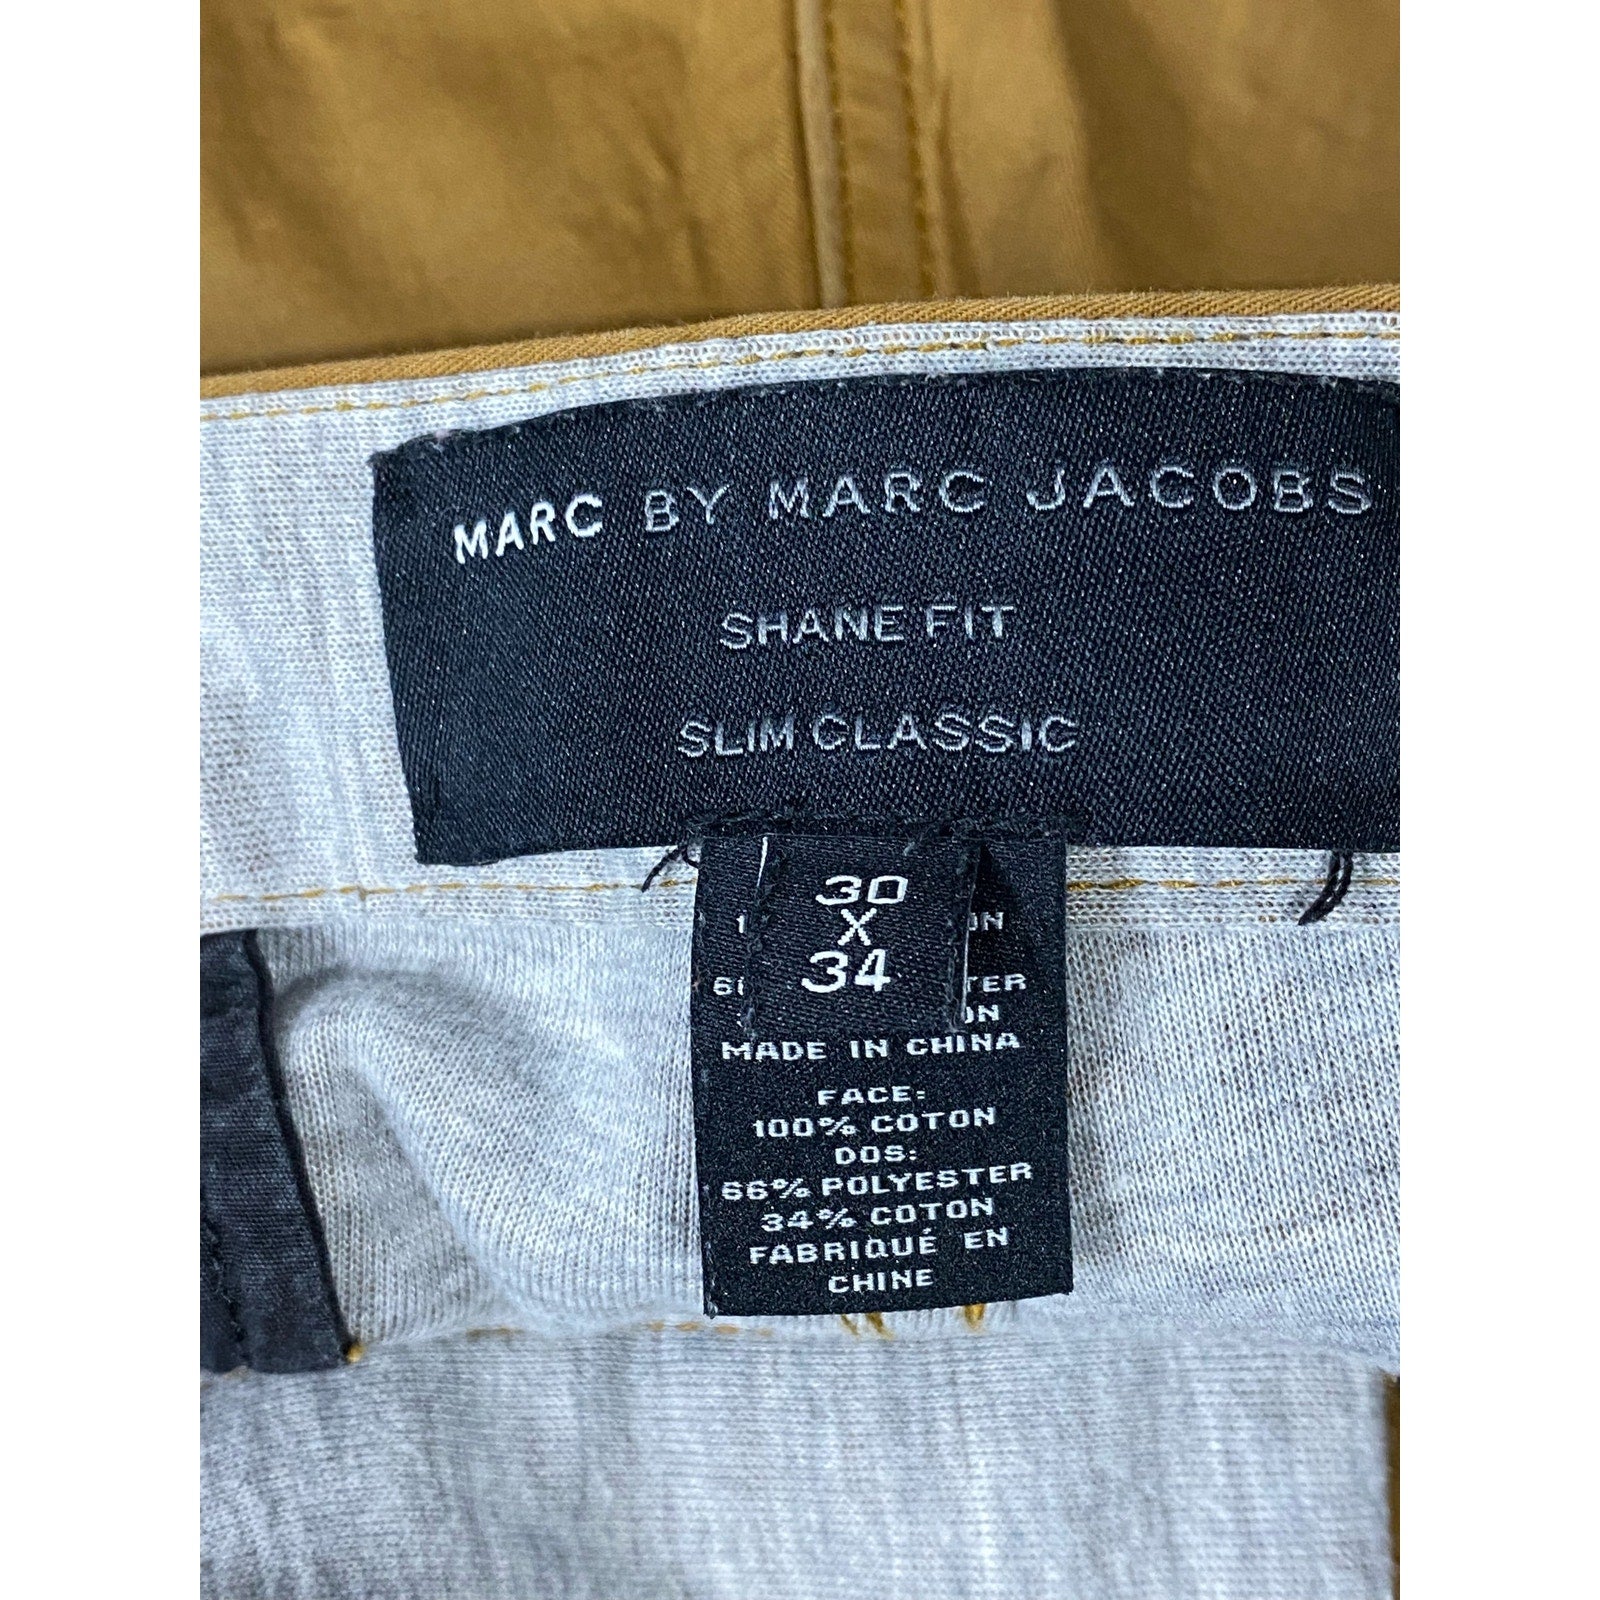 MARC BY MARC JACOBS
SHANE FIT
SLIM CLASSIC
30
X
34
MADE IN CHINA
FACE:
100% COTON
DOS:
66% POLYESTER
34% COTON
FABRIQUÉ EN
CHINE